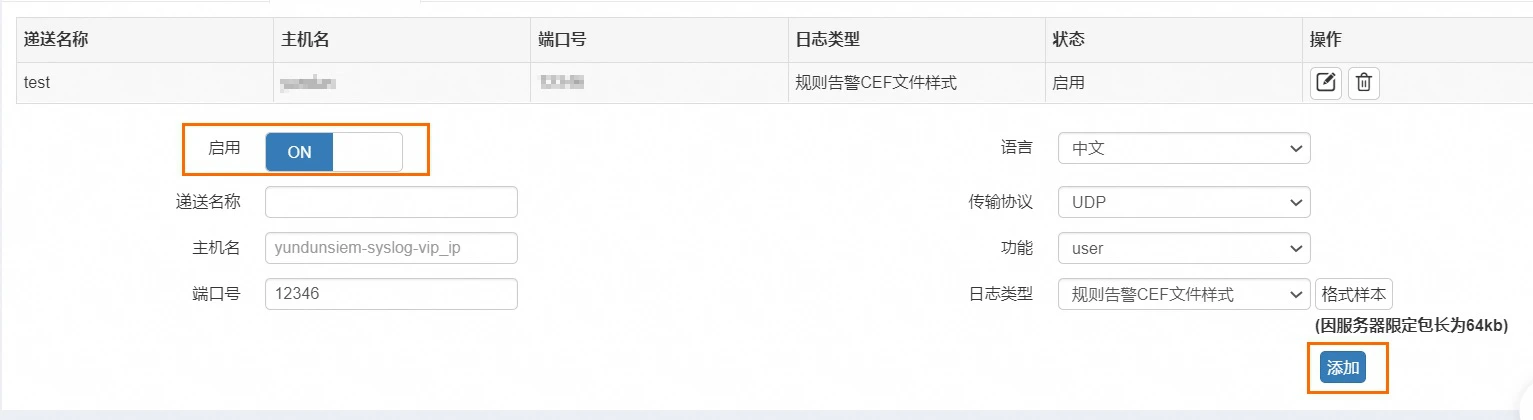 递送名称 主机名 端口号 日志类型 状态 操作
test 规则告警CEF文件样式 启用
启用 ON 语言 中文
递送名称 传输协议 UDP
主机名 yundunsiem-syslog-vip_ip 功能 user
端口号 12346 日志类型 规则告警CEF文件样式 格式样本
(因服务器限定包长为64kb)
添加